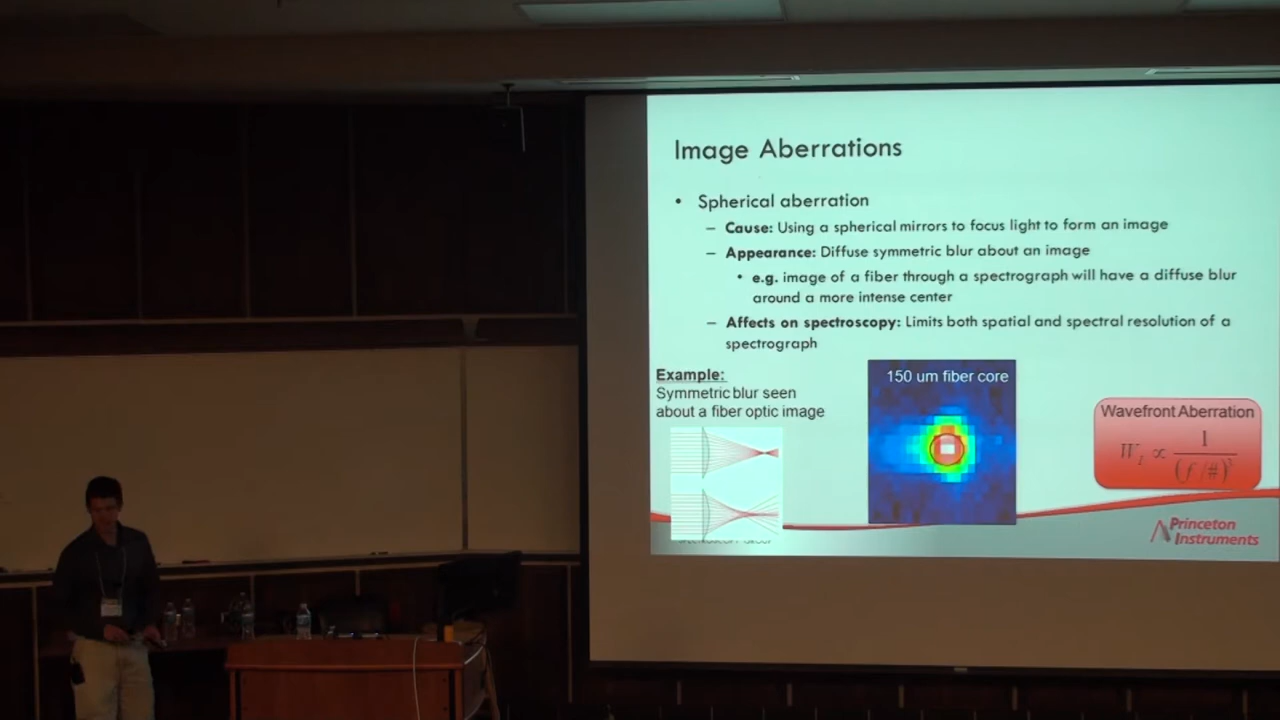 Image Aberrations
• Spherical aberration
– Cause: Using a spherical mirrors to focus light to form an image
– Appearance: Diffuse symmetric blur about an image
• e.g. image of a fiber through a spectrograph will have a diffuse blur
around a more intense center
– Affects on spectroscopy: Limits both spatial and spectral resolution of a
spectrograph
Example:
Symmetric blur seen
about a fiber optic image
150 um fiber core
Wavefront Aberration
1
(f/#)
Princeton
Instruments